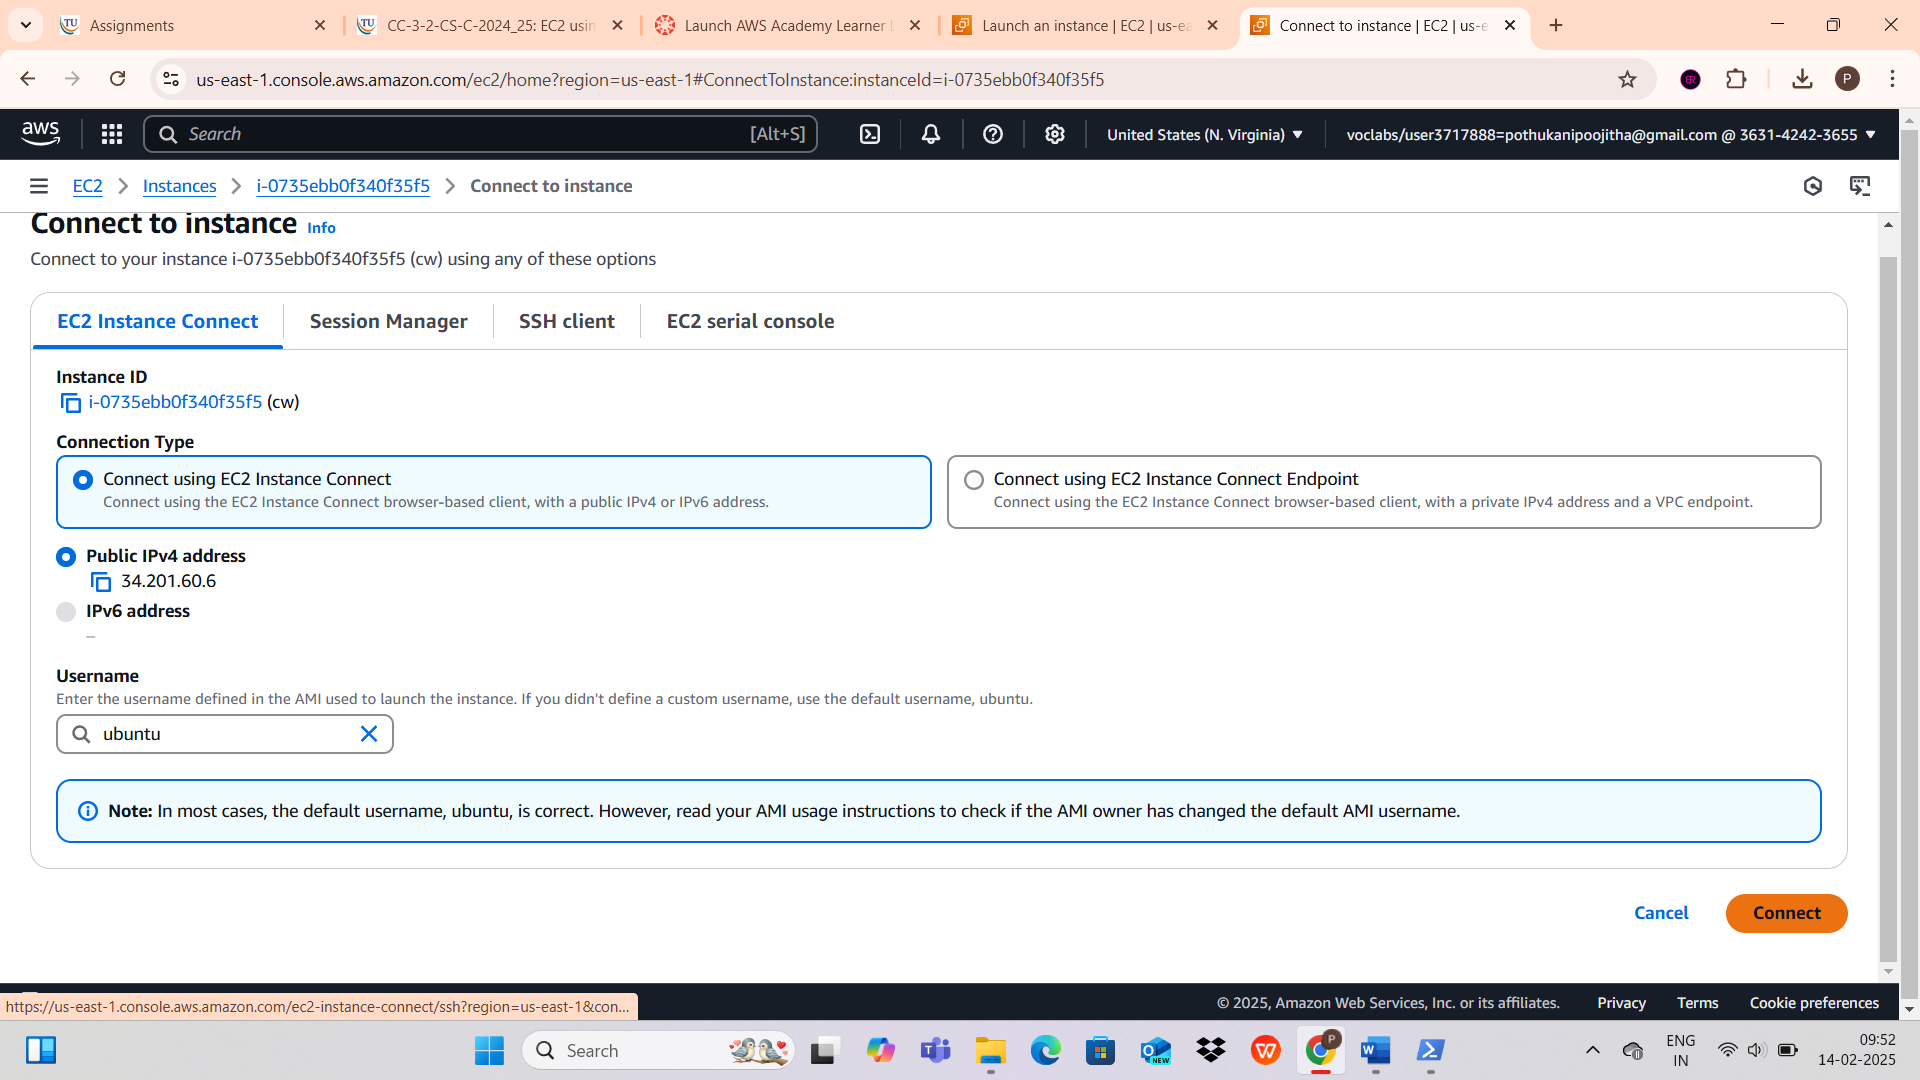 Assignments
CC-3-2-CS-C-2024_25: EC2 usin
Launch AWS Academy Learner L
Launch an instance | EC2 | us-ea
Connect to instance | EC2 | us-e
us-east-1.console.aws.amazon.com/ec2/home?region=us-east-1#ConnectToInstance:instanceId=i-0735ebb0f340f35f5
P
aws
Search
[Alt+S]
United States (N. Virginia)
voclabs/user3717888=pothukanipoojitha@gmail.com @ 3631-4242-3655
EC2
Instances
i-0735ebb0f340f35f5
Connect to instance
Connect to instance Info
Connect to your instance i-0735ebb0f340f35f5 (cw) using any of these options
EC2 Instance Connect
Session Manager
SSH client
EC2 serial console
Instance ID
i-0735ebb0f340f35f5 (cw)
Connection Type
Connect using EC2 Instance Connect
Connect using the EC2 Instance Connect browser-based client, with a public IPv4 or IPv6 address.
Connect using EC2 Instance Connect Endpoint
Connect using the EC2 Instance Connect browser-based client, with a private IPv4 address and a VPC endpoint.
Public IPv4 address
34.201.60.6
IPv6 address
–
Username
Enter the username defined in the AMI used to launch the instance. If you didn't define a custom username, use the default username, ubuntu.
ubuntu
Note: In most cases, the default username, ubuntu, is correct. However, read your AMI usage instructions to check if the AMI owner has changed the default AMI username.
Cancel
Connect
https://us-east-1.console.aws.amazon.com/ec2-instance-connect/ssh?region=us-east-1&con...
© 2025, Amazon Web Services, Inc. or its affiliates.
Privacy
Terms
Cookie preferences
Search
ENG
IN
09:52
14-02-2025